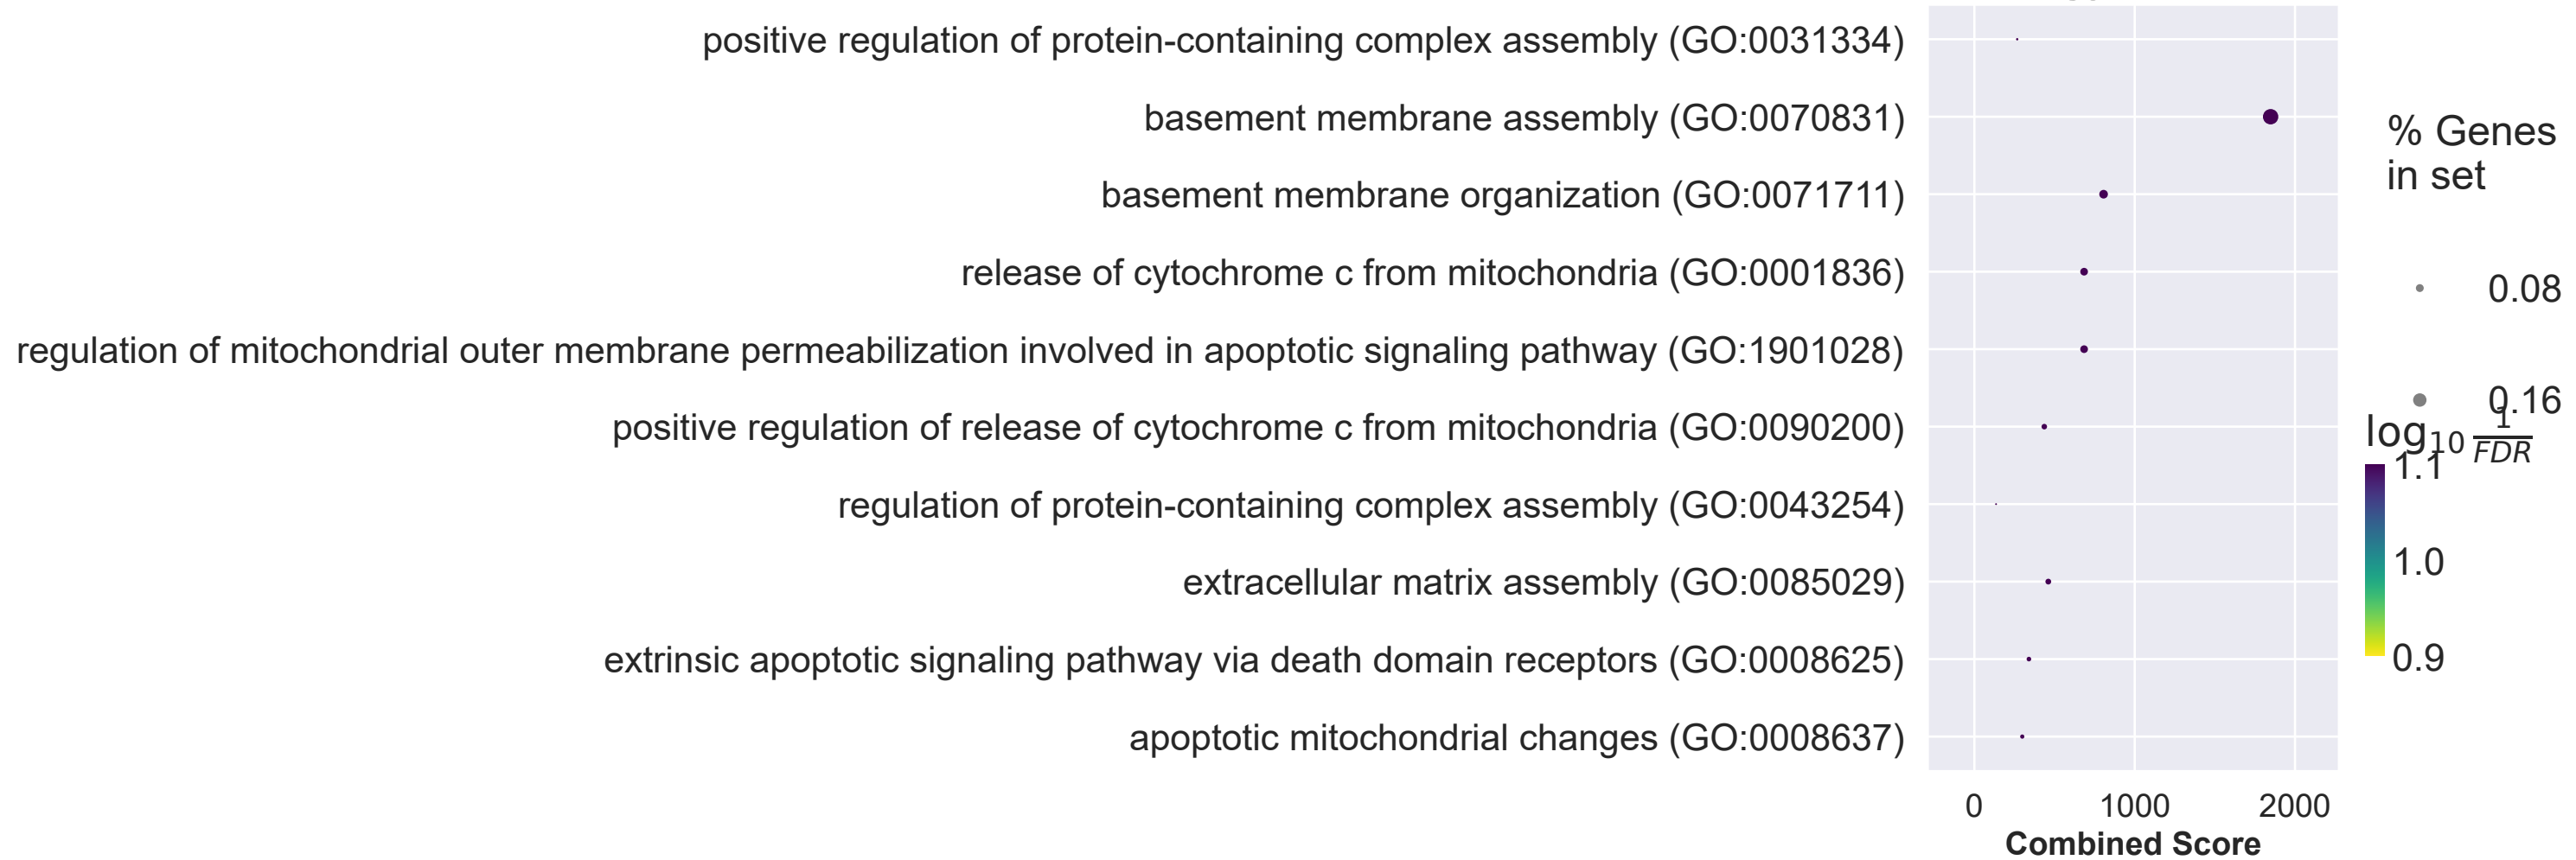 positive regulation of protein-containing complex assembly (GO:0031334)
basement membrane assembly (GO:0070831)
basement membrane organization (GO:0071711)
release of cytochrome c from mitochondria (GO:0001836)
regulation of mitochondrial outer membrane permeabilization involved in apoptotic signaling pathway (GO:1901028)
positive regulation of release of cytochrome c from mitochondria (GO:0090200)
regulation of protein-containing complex assembly (GO:0043254)
extracellular matrix assembly (GO:0085029)
extrinsic apoptotic signaling pathway via death domain receptors (GO:0008625)
apoptotic mitochondrial changes (GO:0008637)
0 1000 2000
Combined Score
% Genes
in set
0.08
0.16
log₁₀ 1/FDR
1.1
1.0
0.9